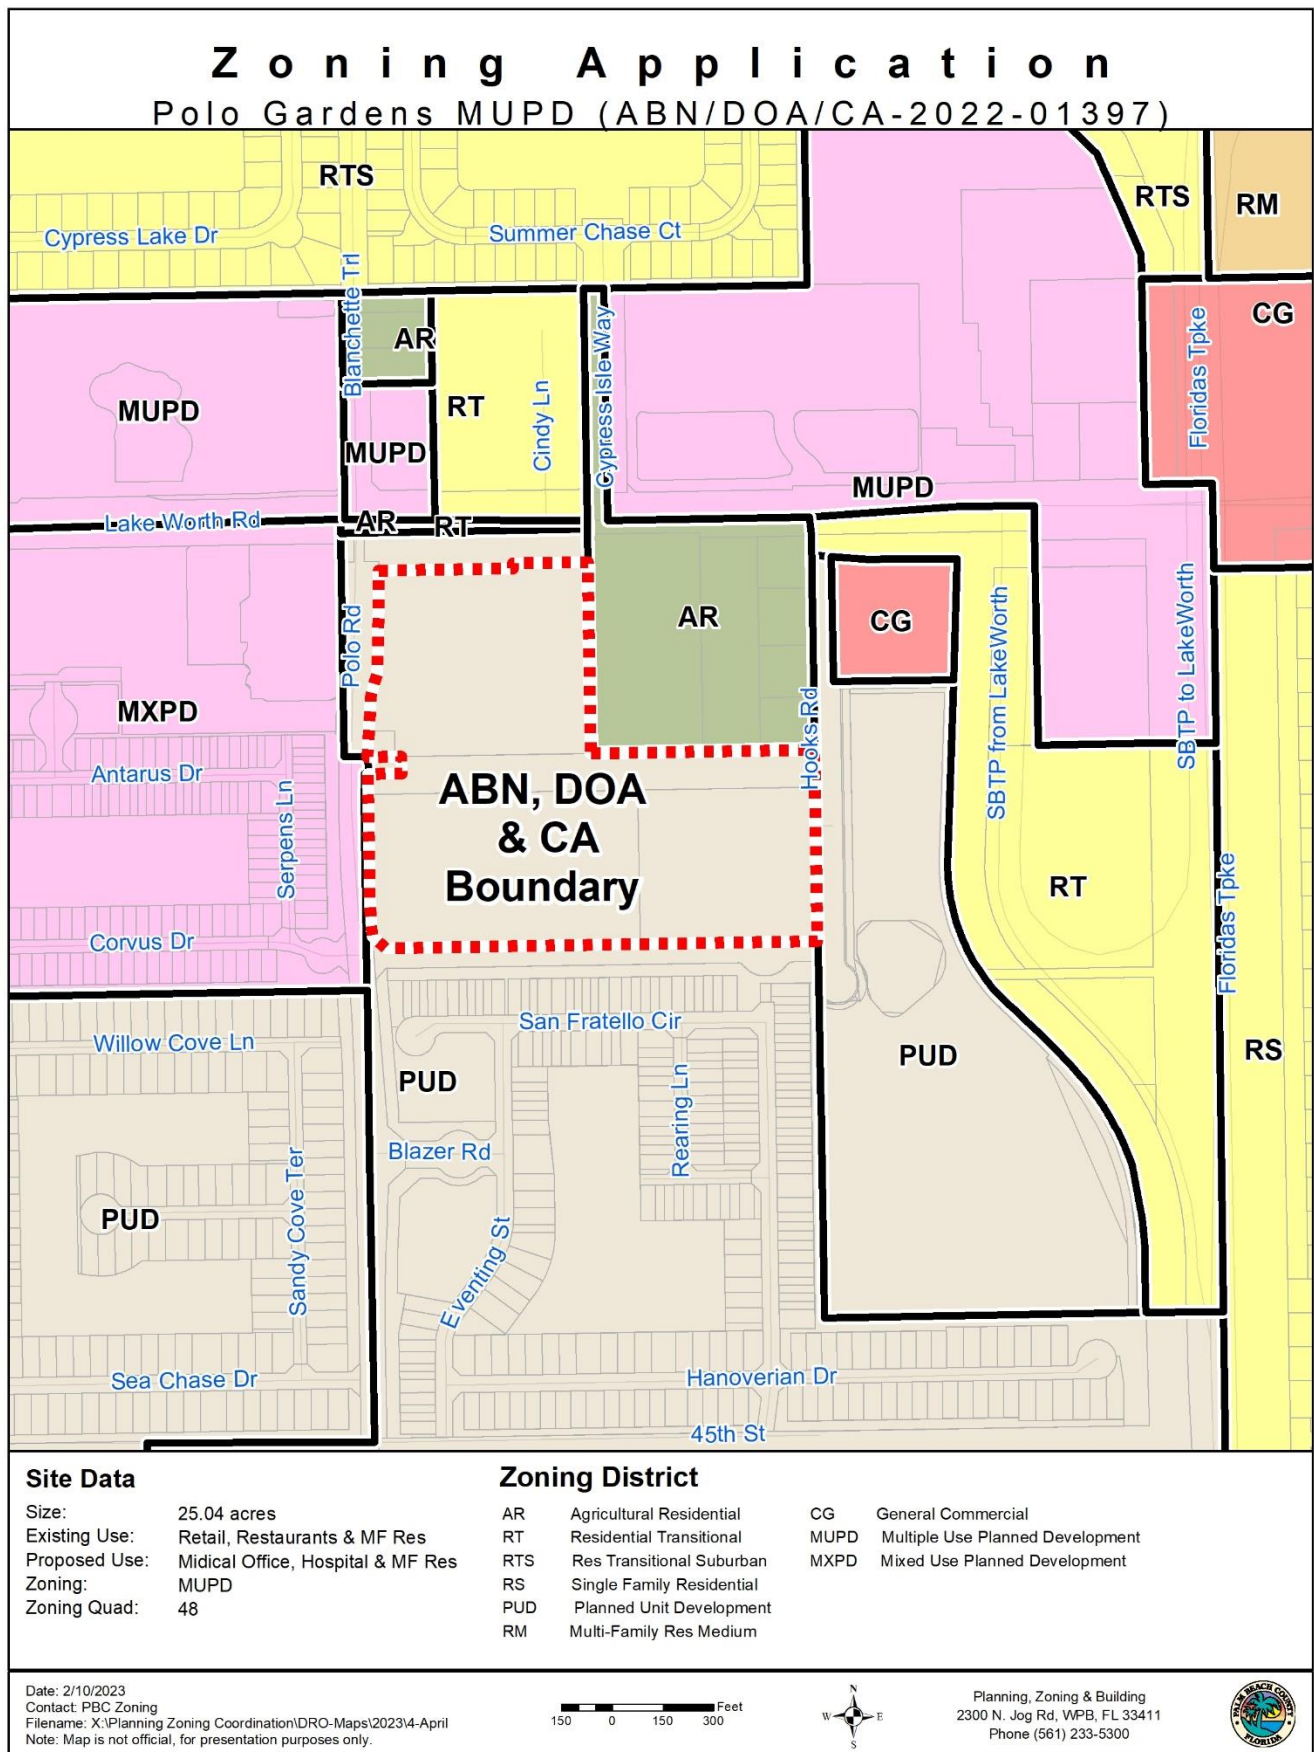 Zoning Application
Polo Gardens MUPD (ABN/DOA/CA-2022-01397)
RTS
RTS
RM
Cypress Lake Dr
Summer Chase Ct
Blanchette Trl
AR
Cypress Isle Way
Floridas Tpke
CG
MUPD
RT
Cindy Ln
MUPD
MUPD
Lake Worth Rd
AR
RT
Polo Rd
AR
CG
SBTP from LakeWorth
SBTP to LakeWorth
MXPD
Hooks Rd
Antarus Dr
Serpens Ln
ABN, DOA
& CA
Boundary
RT
Floridas Tpke
Corvus Dr
Willow Cove Ln
San Fratello Cir
PUD
Rearing Ln
PUD
RS
Blazer Rd
Sandy Cove Ter
PUD
Eventing St
Sea Chase Dr
Hanoverian Dr
45th St
Site Data
Size: 25.04 acres
Existing Use: Retail, Restaurants & MF Res
Proposed Use: Midical Office, Hospital & MF Res
Zoning: MUPD
Zoning Quad: 48
Zoning District
AR Agricultural Residential
RT Residential Transitional
RTS Res Transitional Suburban
RS Single Family Residential
PUD Planned Unit Development
RM Multi-Family Res Medium
CG General Commercial
MUPD Multiple Use Planned Development
MXPD Mixed Use Planned Development
Date: 2/10/2023
Contact: PBC Zoning
Filename: X:\Planning Zoning Coordination\DRO-Maps\2023\4-April
Note: Map is not official, for presentation purposes only.
Feet
150 0 150 300
N
W E
S
Planning, Zoning & Building
2300 N. Jog Rd, WPB, FL 33411
Phone (561) 233-5300
PALM BEACH COUNTY
FLORIDA